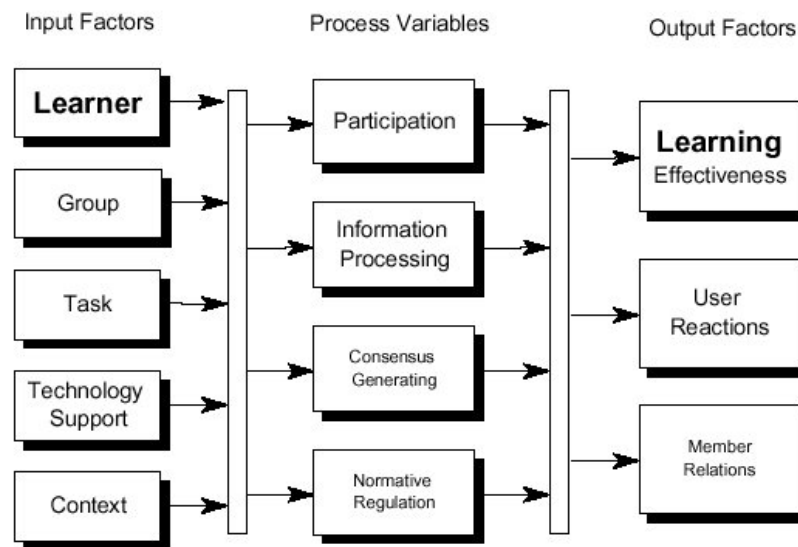 Input Factors
Process Variables
Output Factors
Learner
Group
Task
Technology
Support
Context
Participation
Information
Processing
Consensus
Generating
Normative
Regulation
Learning
Effectiveness
User
Reactions
Member
Relations